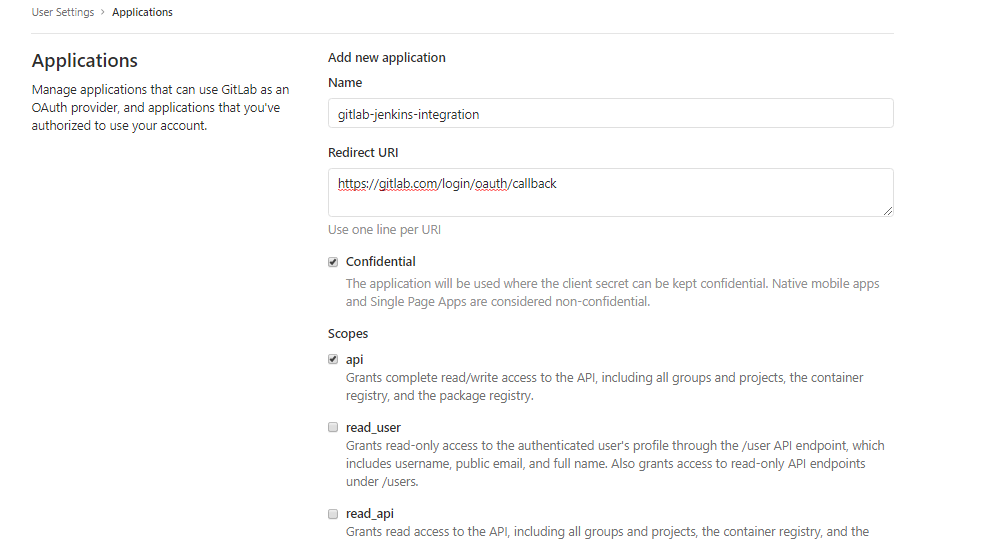 User Settings > Applications
Applications
Manage applications that can use GitLab as an
OAuth provider, and applications that you've
authorized to use your account.
Add new application
Name
gitlab-jenkins-integration
Redirect URI
https://gitlab.com/login/oauth/callback
Use one line per URI
Confidential
The application will be used where the client secret can be kept confidential. Native mobile apps
and Single Page Apps are considered non-confidential.
Scopes
api
Grants complete read/write access to the API, including all groups and projects, the container
registry, and the package registry.
read_user
Grants read-only access to the authenticated user's profile through the /user API endpoint, which
includes username, public email, and full name. Also grants access to read-only API endpoints
under /users.
read_api
Grants read access to the API, including all groups and projects, the container registry, and the